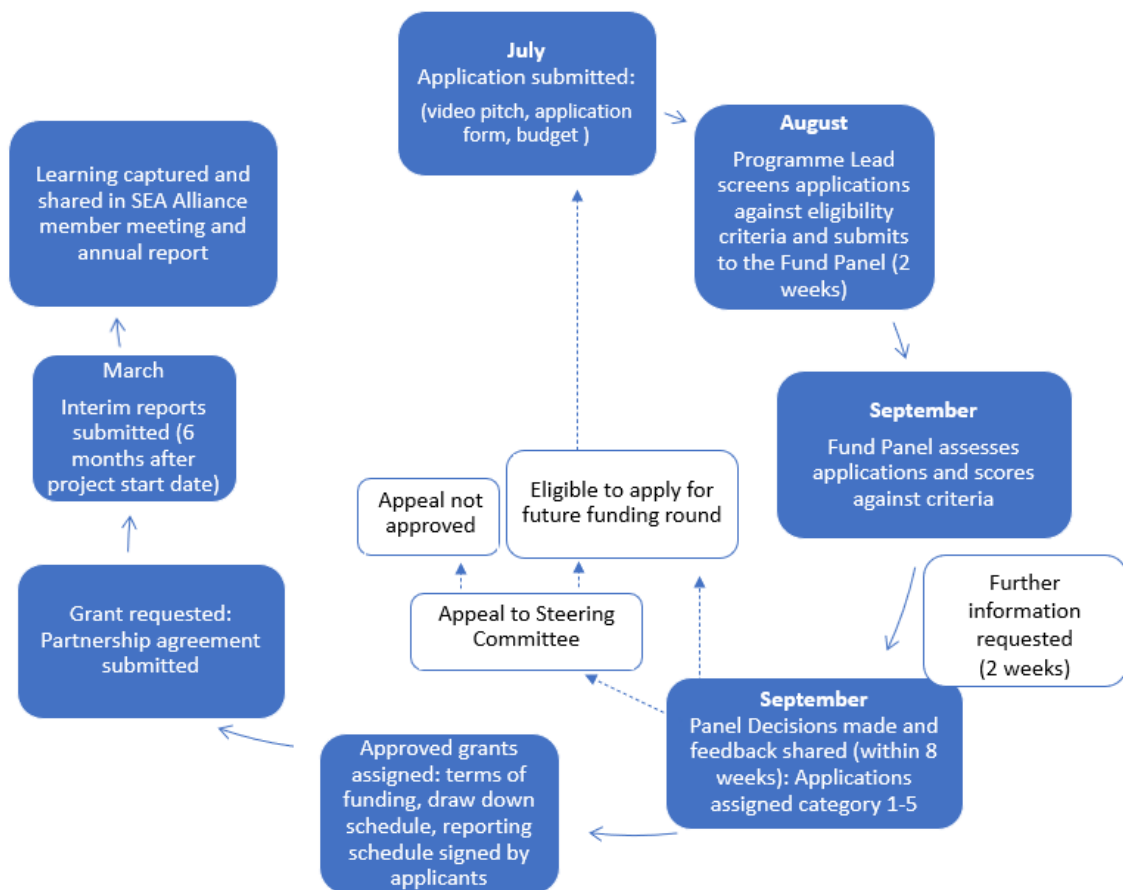 July
Application submitted:
(video pitch, application
form, budget )
August
Programme Lead
screens applications
against eligibility
criteria and submits
to the Fund Panel (2
weeks)
September
Fund Panel assesses
applications and scores
against criteria
Further
information
requested
(2 weeks)
September
Panel Decisions made and
feedback shared (within 8
weeks): Applications
assigned category 1-5
Appeal to Steering
Committee
Appeal not
approved
Eligible to apply for
future funding round
Approved grants
assigned: terms of
funding, draw down
schedule, reporting
schedule signed by
applicants
Grant requested:
Partnership agreement
submitted
March
Interim reports
submitted (6
months after
project start date)
Learning captured and
shared in SEA Alliance
member meeting and
annual report